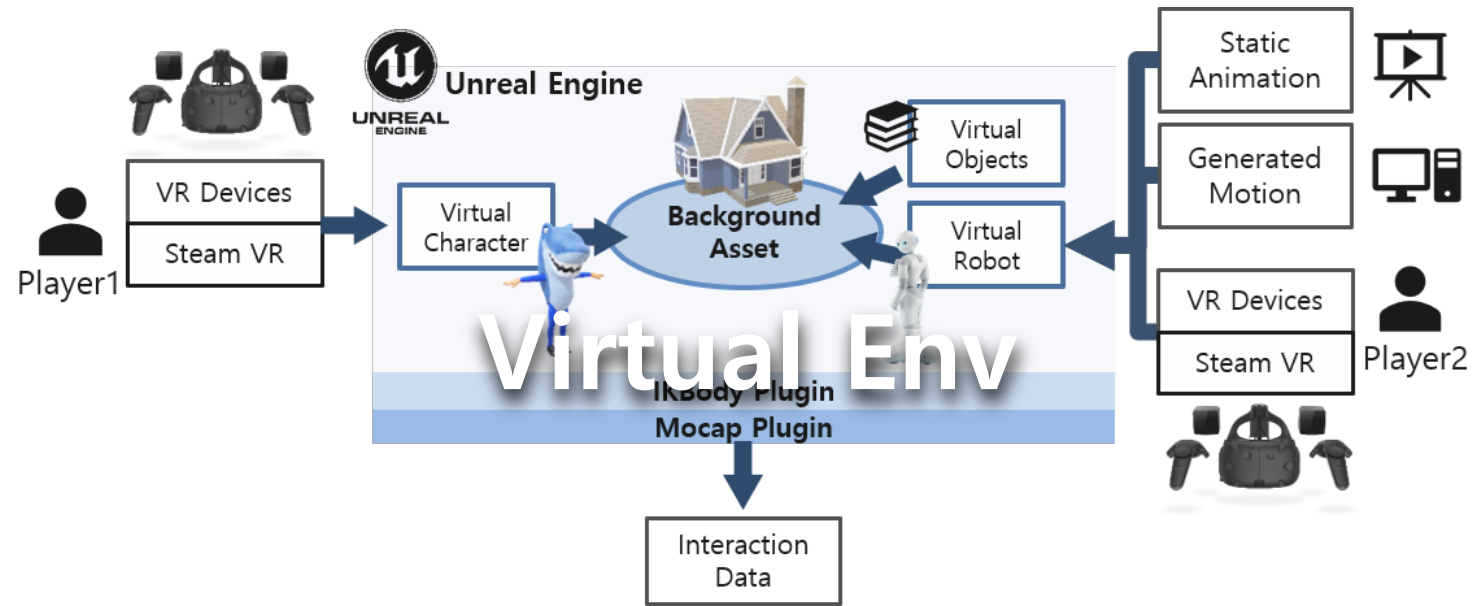 Unreal Engine
UNREAL
ENGINE
VR Devices
Steam VR
Player1
Virtual
Character
Background
Asset
Virtual
Objects
Virtual
Robot
Static
Animation
Generated
Motion
VR Devices
Steam VR
Player2
Virtual Env
IKBody Plugin
Mocap Plugin
Interaction
Data